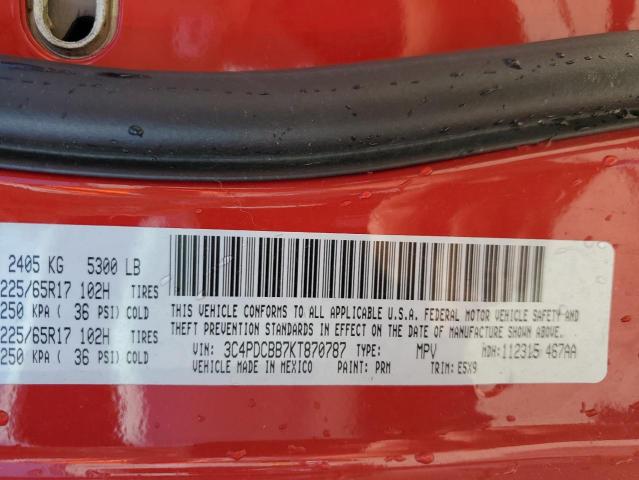 2405 KG 5300 LB
225/65R17 102H TIRES
250 KPA ( 36 PSI) COLD
225/65R17 102H TIRES
250 KPA ( 36 PSI) COLD
THIS VEHICLE CONFORMS TO ALL APPLICABLE U.S.A. FEDERAL MOTOR VEHICLE SAFETY AND
THEFT PREVENTION STANDARDS IN EFFECT ON THE DATE OF MANUFACTURE SHOWN ABOVE.
VIN: 3C4PDCBB7KT870787 TYPE: MPV MDH: 112315 467AA
VEHICLE MADE IN MEXICO PAINT: PRM TRIM: E5X9